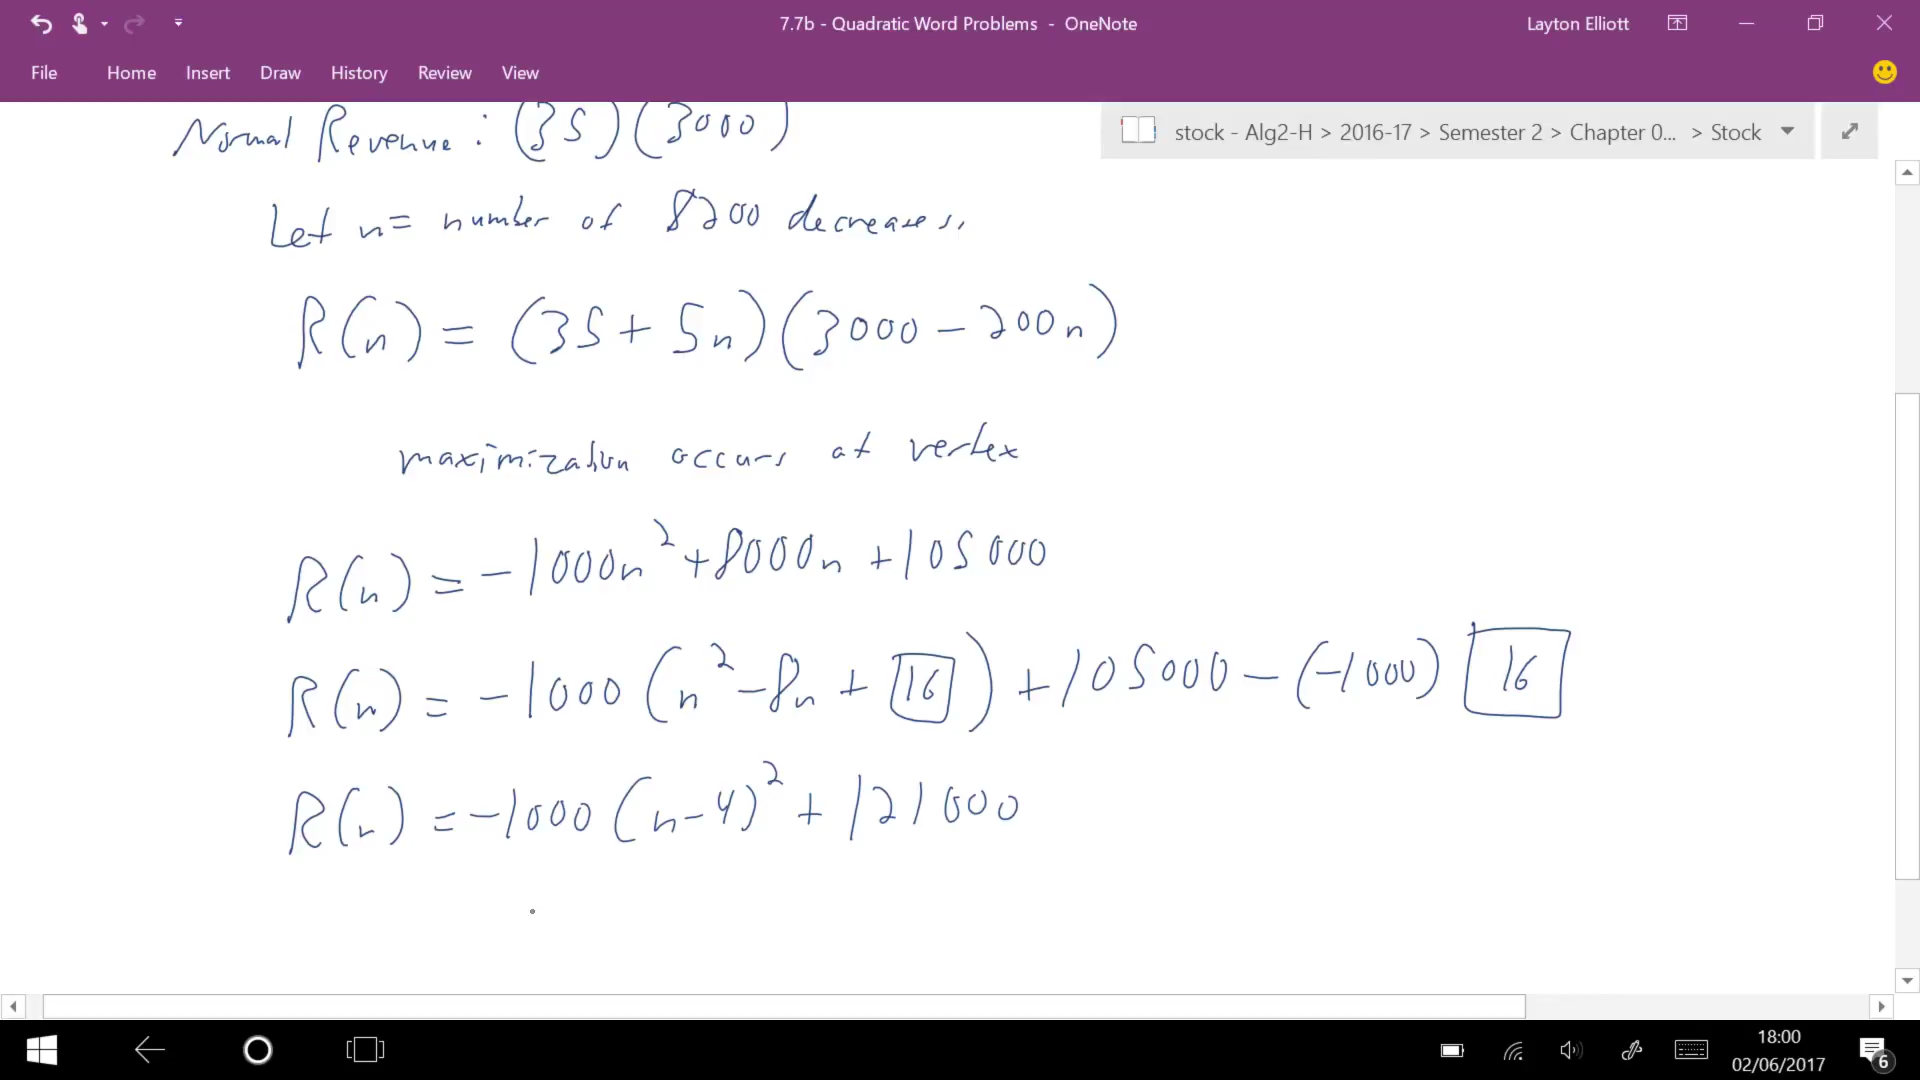 7.7b - Quadratic Word Problems - OneNote
Layton Elliott
File Home Insert Draw History Review View
stock - Alg2-H > 2016-17 > Semester 2 > Chapter 0... > Stock
Normal Revenue: (35)(3000)
Let n = number of 8200 decreases.
R(n) = (35 + 5n)(3000 - 200n)
maximization occurs at vertex
R(n) = -1000n² + 8000n + 105000
R(n) = -1000(n² - 8n + 16) + 105000 - (-1000) 16
R(n) = -1000(n - 4)² + 121000
18:00
02/06/2017
6